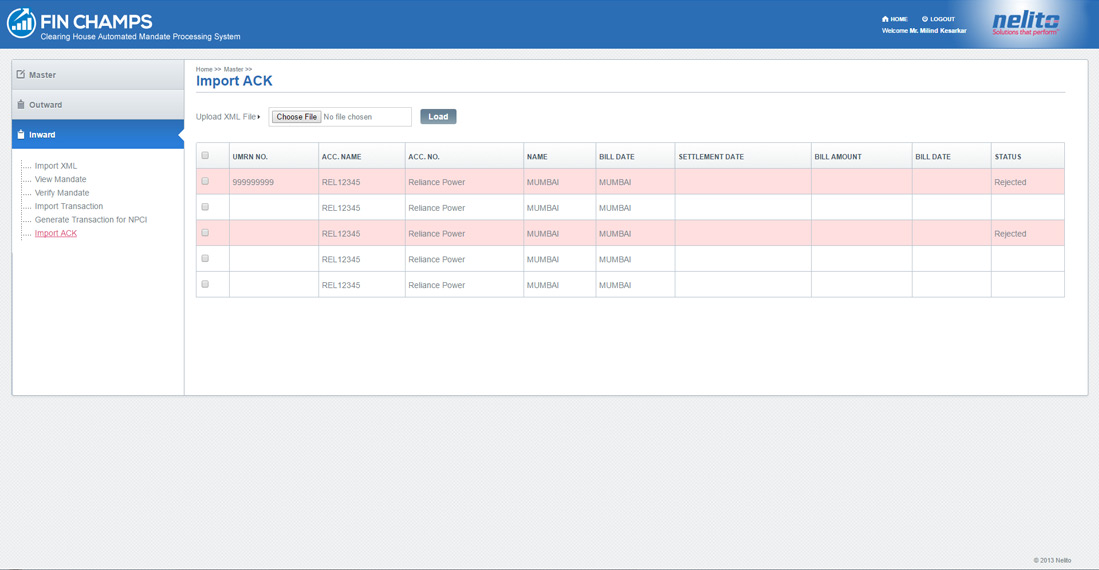 FIN CHAMPS
Clearing House Automated Mandate Processing System
HOME LOGOUT
Welcome Mr. Milind Kesarkar
nelito
Solutions that perform™
Master
Outward
Inward
Import XML
View Mandate
Verify Mandate
Import Transaction
Generate Transaction for NPCI
Import ACK
Home >> Master >>
Import ACK
Upload XML File Choose File No file chosen Load
UMRN NO. ACC. NAME ACC. NO. NAME BILL DATE SETTLEMENT DATE BILL AMOUNT BILL DATE STATUS
999999999 REL12345 Reliance Power MUMBAI MUMBAI Rejected
REL12345 Reliance Power MUMBAI MUMBAI
REL12345 Reliance Power MUMBAI MUMBAI Rejected
REL12345 Reliance Power MUMBAI MUMBAI
REL12345 Reliance Power MUMBAI MUMBAI
© 2013 Nelito